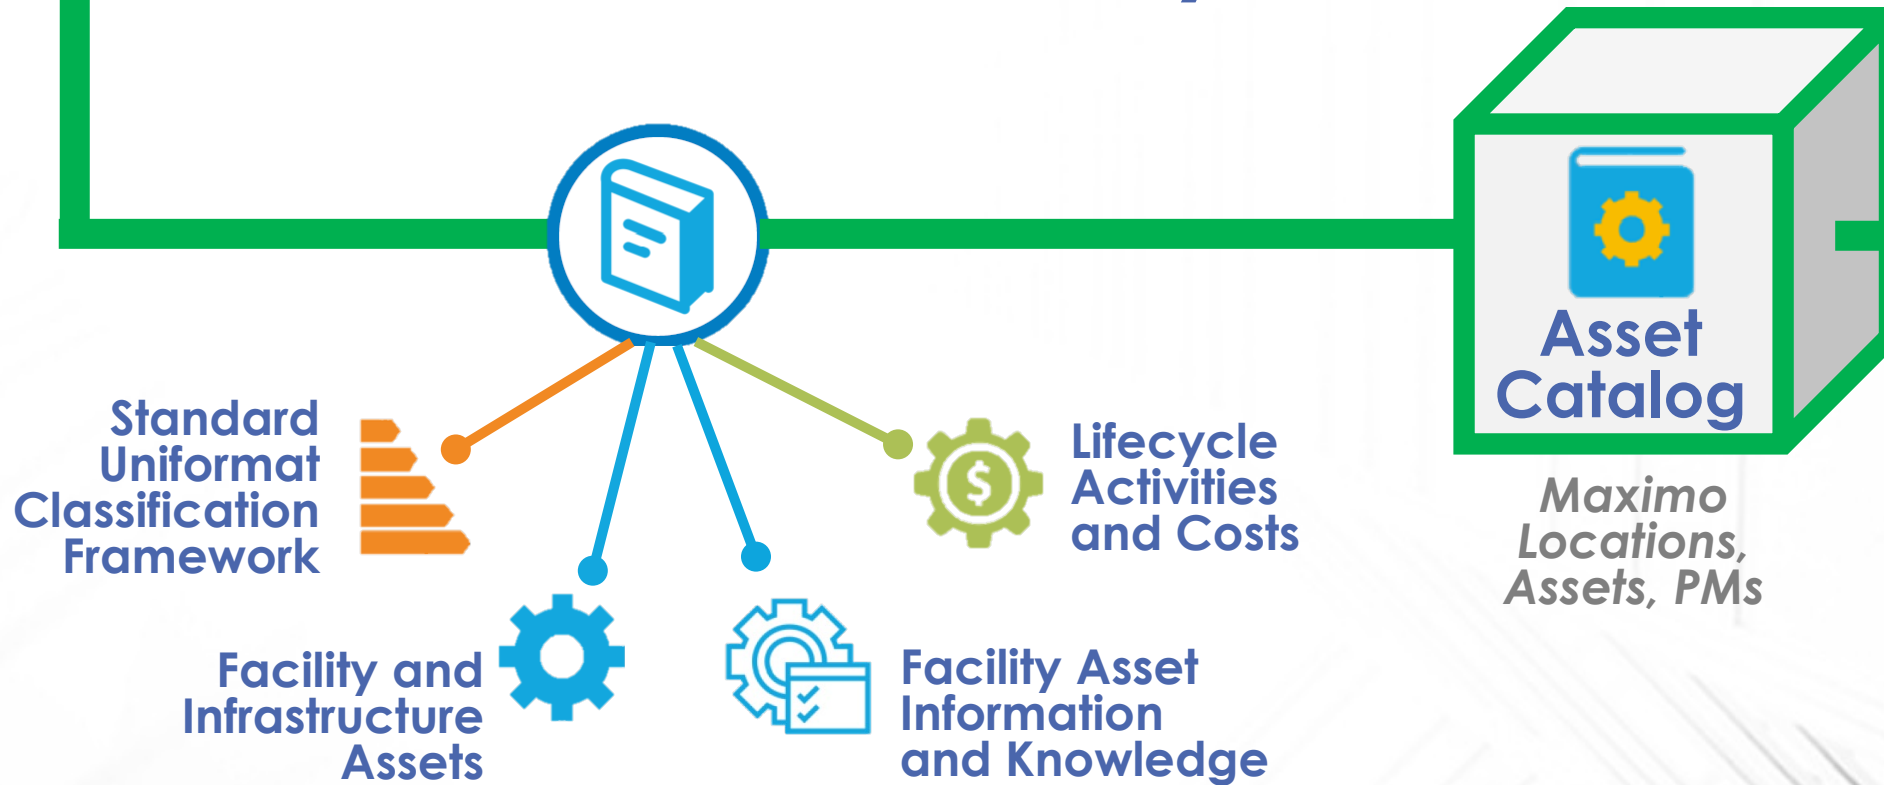 Asset
Catalog
Maximo
Locations,
Assets, PMs
Standard
Uniformat
Classification
Framework
Lifecycle
Activities
and Costs
Facility and
Infrastructure
Assets
Facility Asset
Information
and Knowledge